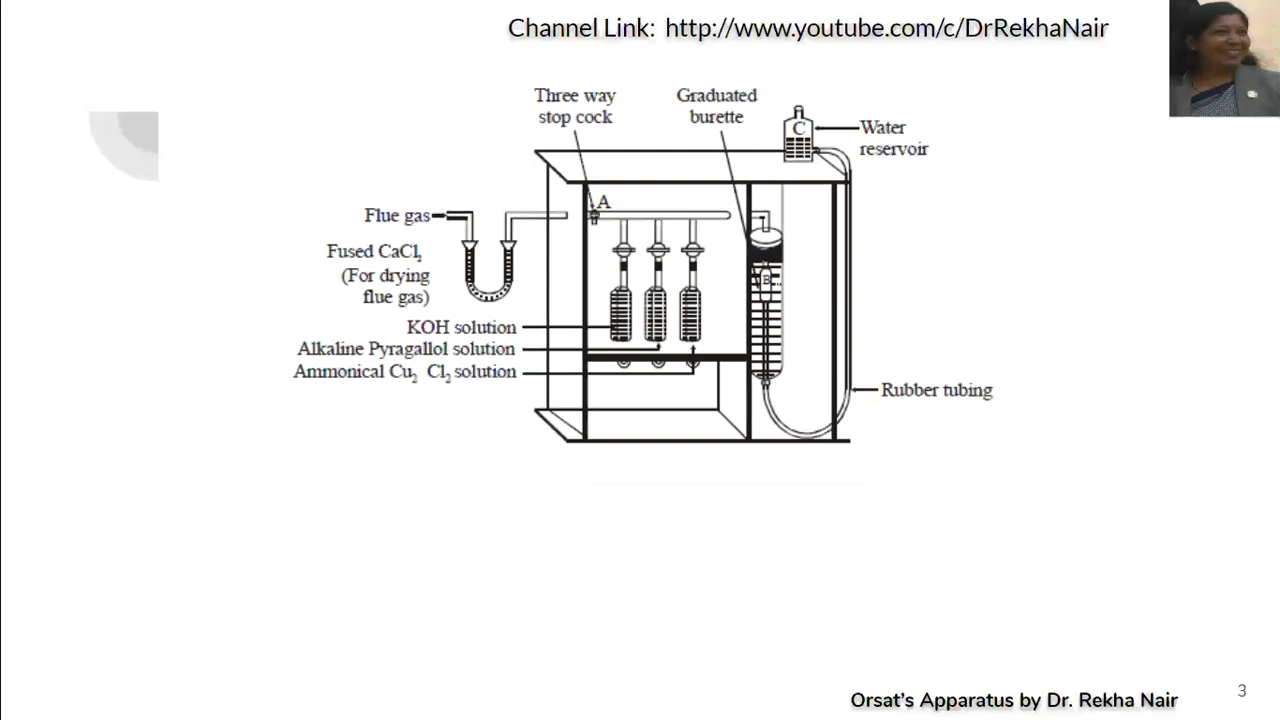 Channel Link: http://www.youtube.com/c/DrRekhaNair
Three way
stop cock
Graduated
burette
C
Water
reservoir
A
Flue gas
Fused CaCl₂
(For drying
flue gas)
B
KOH solution
Alkaline Pyragallol solution
Ammonical Cu₂ Cl₂ solution
Rubber tubing
Orsat's Apparatus by Dr. Rekha Nair
3